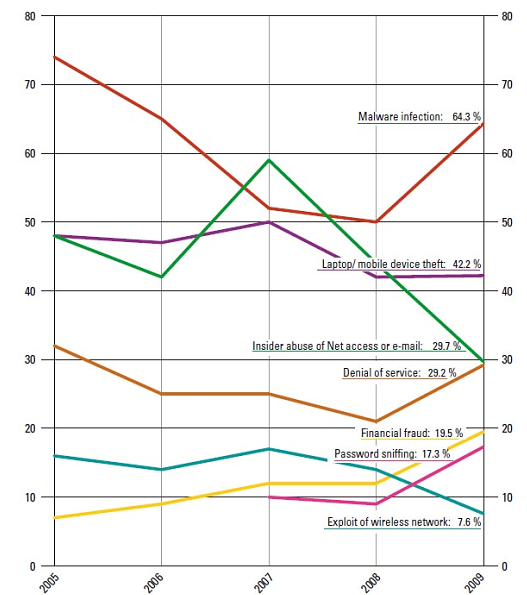 80 80
70 70
Malware infection: 64.3 %
60 60
50 50
Laptop/ mobile device theft: 42.2 %
40 40
Insider abuse of Net access or e-mail: 29.7 %
30 30
Denial of service: 29.2 %
20 20
Financial fraud: 19.5 %
Password sniffing: 17.3 %
10 10
Exploit of wireless network: 7.6 %
0 0
2005 2006 2007 2008 2009